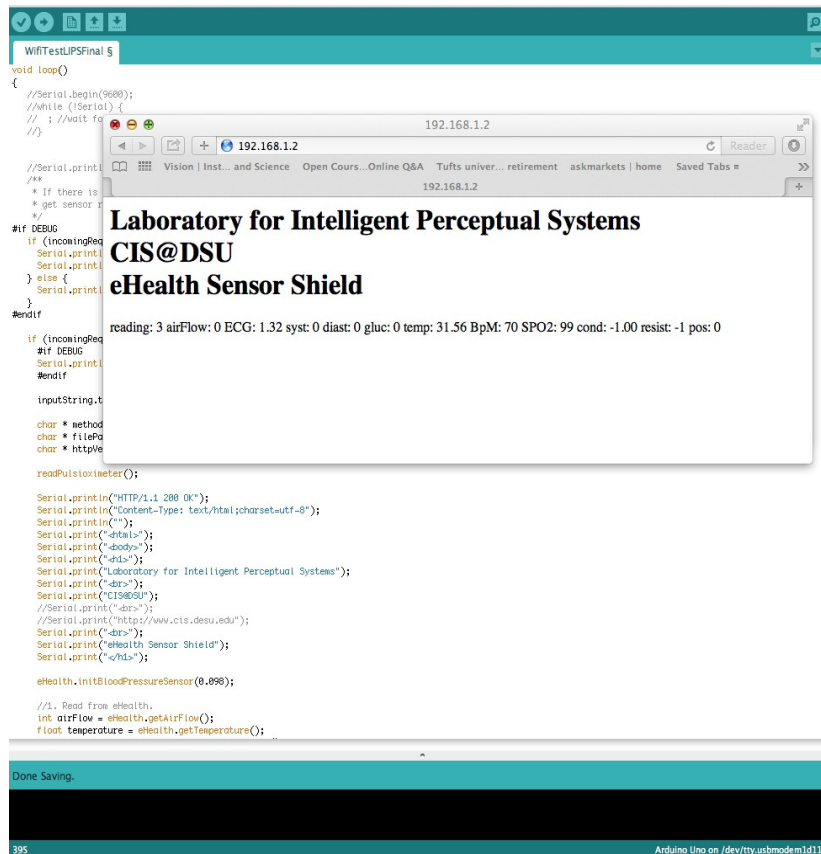 WifiTestLIPSFinal §
void loop()
{
//Serial.begin(9600);
//while (!Serial) {
// ; //wait fo
//}
//Serial.printl
/**
* If there is
* get sensor r
*/
#if DEBUG
if (incomingReq
Serial.printl
Serial.printl
} else {
Serial.printl
}
#endif
if (incomingReq
#if DEBUG
Serial.printl
#endif
inputString.t
char * method
char * filePa
char * httpVe
readPulsioximeter();
Serial.println("HTTP/1.1 200 OK");
Serial.println("Content-Type: text/html;charset=utf-8");
Serial.println("");
Serial.print("<html>");
Serial.print("<body>");
Serial.print("<h1>");
Serial.print("Laboratory for Intelligent Perceptual Systems");
Serial.print("<br>");
Serial.print("CIS@DSU");
//Serial.print("<br>");
//Serial.print("http://www.cis.desu.edu");
Serial.print("<br>");
Serial.print("eHealth Sensor Shield");
Serial.print("</h1>");
eHealth.initBloodPressureSensor(0.098);
//1. Read from eHealth.
int airFlow = eHealth.getAirFlow();
float temperature = eHealth.getTemperature();
192.168.1.2
192.168.1.2
Reader
Vision | Inst... and Science Open Cours...Online Q&A Tufts univer... retirement askmarkets | home Saved Tabs
192.168.1.2
Laboratory for Intelligent Perceptual Systems
CIS@DSU
eHealth Sensor Shield
reading: 3 airFlow: 0 ECG: 1.32 syst: 0 diast: 0 gluc: 0 temp: 31.56 BpM: 70 SPO2: 99 cond: -1.00 resist: -1 pos: 0
Done Saving.
395
Arduino Uno on /dev/tty.usbmodem1d11